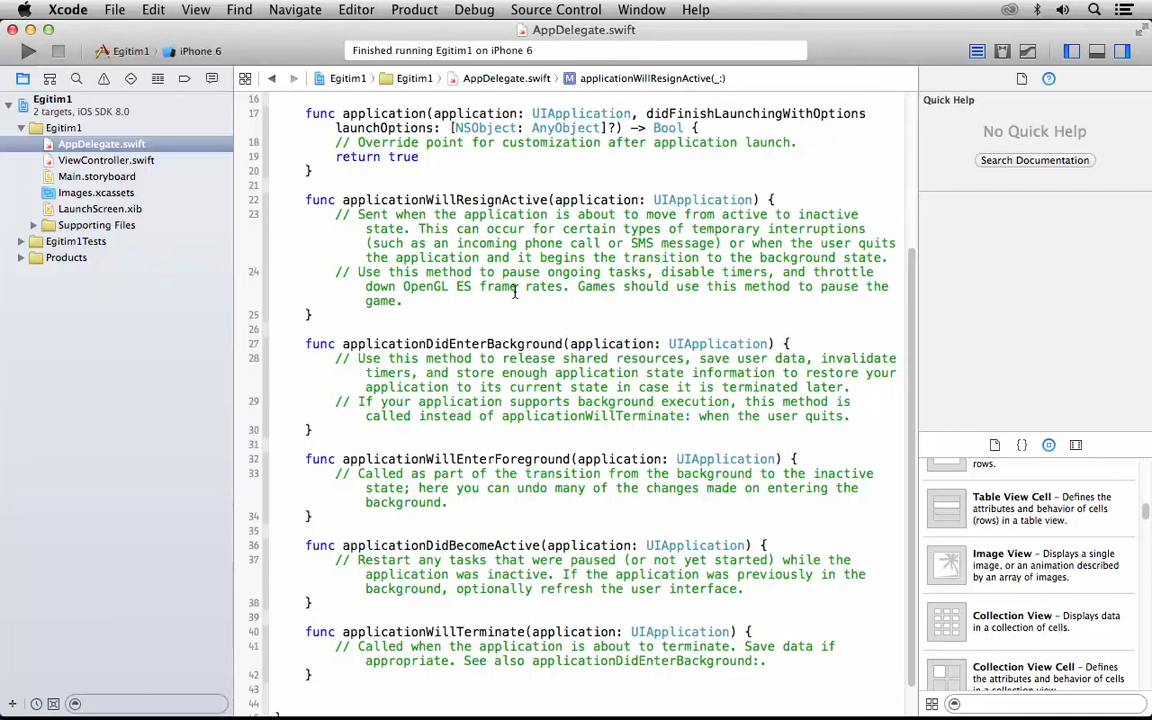 Xcode File Edit View Find Navigate Editor Product Debug Source Control Window Help
AppDelegate.swift
Egitim1 iPhone 6
Finished running Egitim1 on iPhone 6
Egitim1 Egitim1 AppDelegate.swift M applicationWillResignActive(_:)
Egitim1
2 targets, iOS SDK 8.0
Egitim1
AppDelegate.swift
ViewController.swift
Main.storyboard
Images.xcassets
LaunchScreen.xib
Supporting Files
Egitim1Tests
Products
16
17 func application(application: UIApplication, didFinishLaunchingWithOptions
launchOptions: [NSObject: AnyObject]?) -> Bool {
18 // Override point for customization after application launch.
19 return true
20 }
21
22 func applicationWillResignActive(application: UIApplication) {
23 // Sent when the application is about to move from active to inactive
state. This can occur for certain types of temporary interruptions
(such as an incoming phone call or SMS message) or when the user quits
the application and it begins the transition to the background state.
24 // Use this method to pause ongoing tasks, disable timers, and throttle
down OpenGL ES frame rates. Games should use this method to pause the
game.
25 }
26
27 func applicationDidEnterBackground(application: UIApplication) {
28 // Use this method to release shared resources, save user data, invalidate
timers, and store enough application state information to restore your
application to its current state in case it is terminated later.
29 // If your application supports background execution, this method is
called instead of applicationWillTerminate: when the user quits.
30 }
31
32 func applicationWillEnterForeground(application: UIApplication) {
33 // Called as part of the transition from the background to the inactive
state; here you can undo many of the changes made on entering the
background.
34 }
35
36 func applicationDidBecomeActive(application: UIApplication) {
37 // Restart any tasks that were paused (or not yet started) while the
application was inactive. If the application was previously in the
background, optionally refresh the user interface.
38 }
39
40 func applicationWillTerminate(application: UIApplication) {
41 // Called when the application is about to terminate. Save data if
appropriate. See also applicationDidEnterBackground:.
42 }
43
44
Quick Help
No Quick Help
Search Documentation
rows.
Table View Cell – Defines the
attributes and behavior of cells
(rows) in a table view.
Image View – Displays a single
image, or an animation described
by an array of images.
Collection View – Displays data
in a collection of cells.
Collection View Cell – Defines
the attributes and behavior of cells